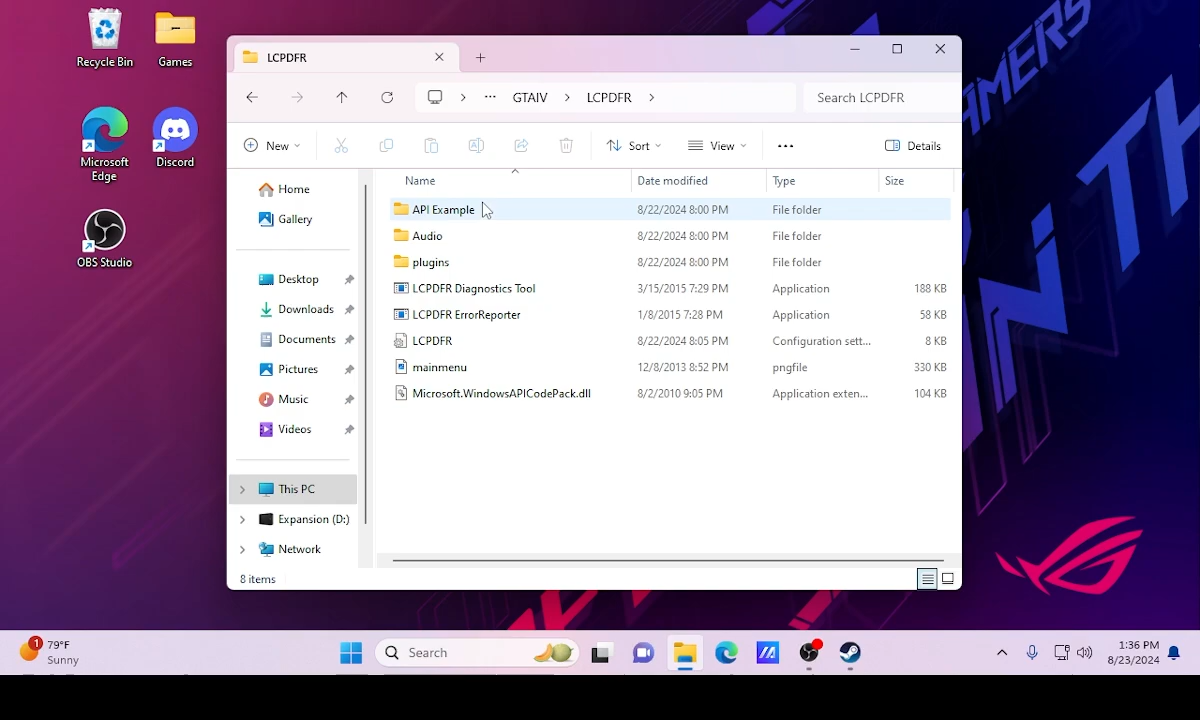 Recycle Bin
Games
Microsoft
Edge
Discord
OBS Studio
LCPDFR
GTAIV
LCPDFR
Search LCPDFR
New
Sort
View
Details
Name
Date modified
Type
Size
Home
Gallery
Desktop
Downloads
Documents
Pictures
Music
Videos
This PC
Expansion (D:)
Network
API Example 8/22/2024 8:00 PM File folder
Audio 8/22/2024 8:00 PM File folder
plugins 8/22/2024 8:00 PM File folder
LCPDFR Diagnostics Tool 3/15/2015 7:29 PM Application 188 KB
LCPDFR ErrorReporter 1/8/2015 7:28 PM Application 58 KB
LCPDFR 8/22/2024 8:05 PM Configuration sett... 8 KB
mainmenu 12/8/2013 8:52 PM pngfile 330 KB
Microsoft.WindowsAPICodePack.dll 8/2/2010 9:05 PM Application exten... 104 KB
8 items
1
79°F
Sunny
Search
1:36 PM
8/23/2024